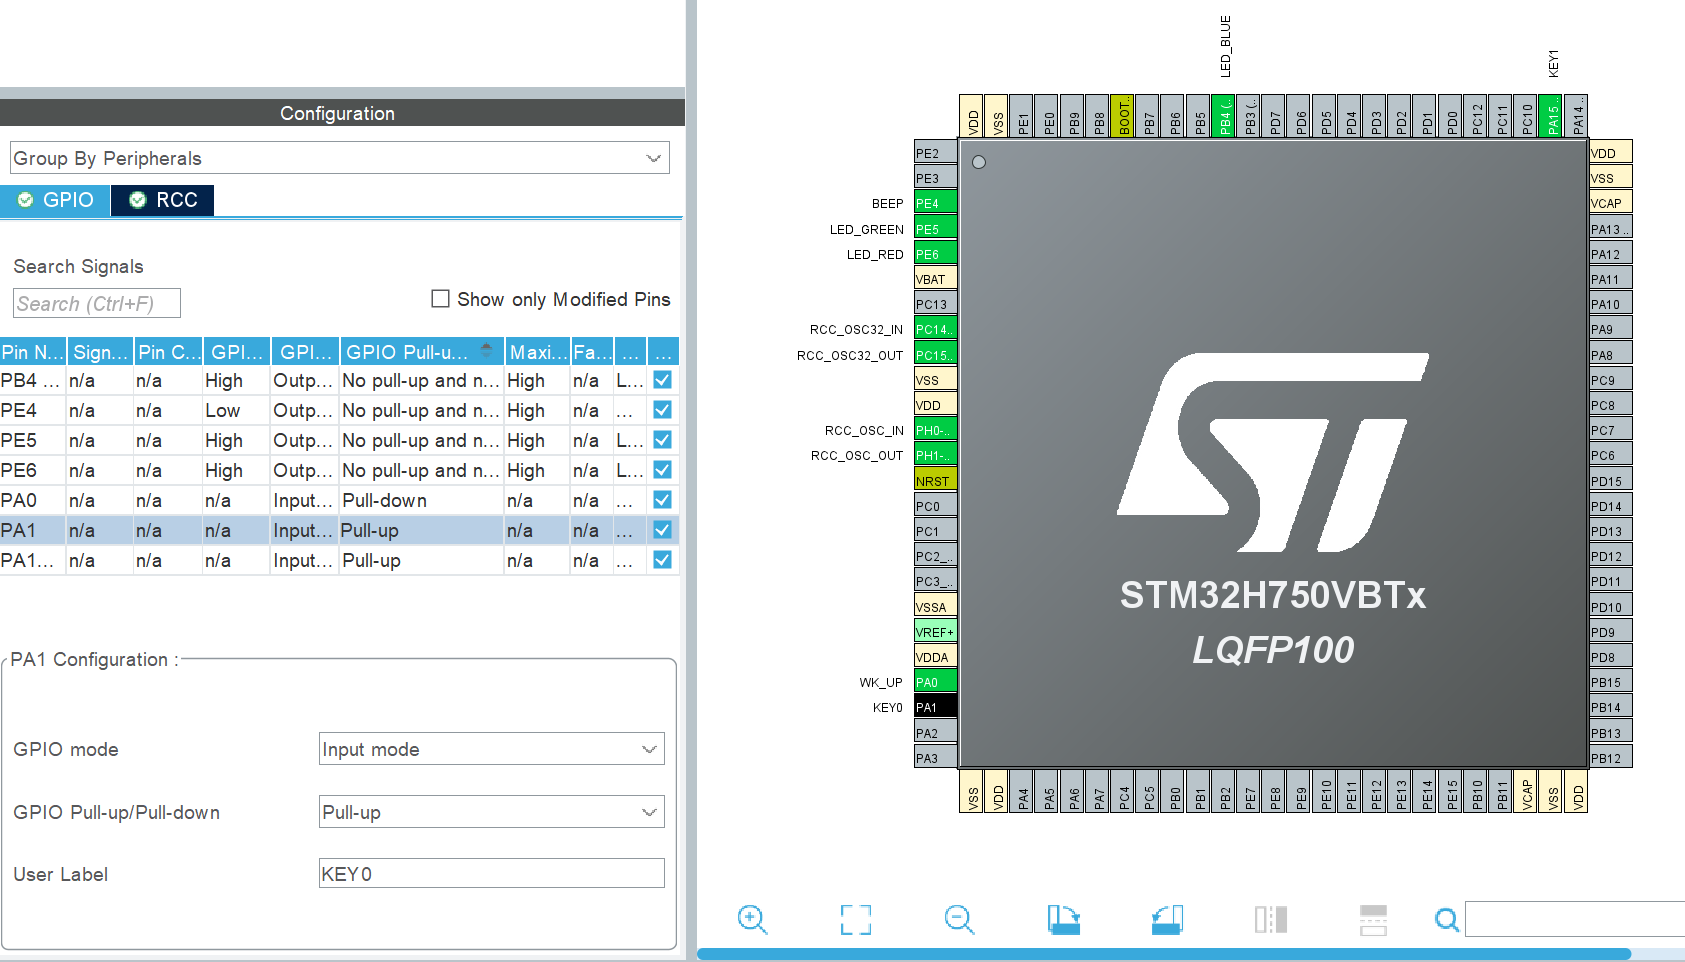 Configuration
Group By Peripherals
GPIO
RCC
Search Signals
Search (Ctrl+F)
Show only Modified Pins
Pin N... Sign... Pin C... GPI... GPI... GPIO Pull-u... Maxi... Fa... ... ...
PB4 ... n/a n/a High Outp... No pull-up and n... High n/a L...
PE4 n/a n/a Low Outp... No pull-up and n... High n/a ...
PE5 n/a n/a High Outp... No pull-up and n... High n/a L...
PE6 n/a n/a High Outp... No pull-up and n... High n/a L...
PA0 n/a n/a n/a Input... Pull-down n/a n/a ...
PA1 n/a n/a n/a Input... Pull-up n/a n/a ...
PA1... n/a n/a n/a Input... Pull-up n/a n/a ...
PA1 Configuration :
GPIO mode
Input mode
GPIO Pull-up/Pull-down
Pull-up
User Label
KEY0
LED_BLUE
KEY1
VDD
VSS
PE1
PE0
PB9
PB8
BOOT..
PB7
PB6
PB5
PB4 (..
PB3 (..
PD7
PD6
PD5
PD4
PD3
PD2
PD1
PD0
PC12
PC11
PC10
PA15..
PA14 ..
PE2
PE3
BEEP PE4
LED_GREEN PE5
LED_RED PE6
VBAT
PC13
RCC_OSC32_IN PC14..
RCC_OSC32_OUT PC15..
VSS
VDD
RCC_OSC_IN PH0-..
RCC_OSC_OUT PH1-..
NRST
PC0
PC1
PC2_..
PC3_..
VSSA
VREF+
VDDA
WK_UP PA0
KEY0 PA1
PA2
PA3
STM32H750VBTx
LQFP100
VDD
VSS
VCAP
PA13 ..
PA12
PA11
PA10
PA9
PA8
PC9
PC8
PC7
PC6
PD15
PD14
PD13
PD12
PD11
PD10
PD9
PD8
PB15
PB14
PB13
PB12
VSS
VDD
PA4
PA5
PA6
PA7
PC4
PC5
PB0
PB1
PB2
PE7
PE8
PE9
PE10
PE11
PE12
PE13
PE14
PE15
PB10
PB11
VCAP
VSS
VDD